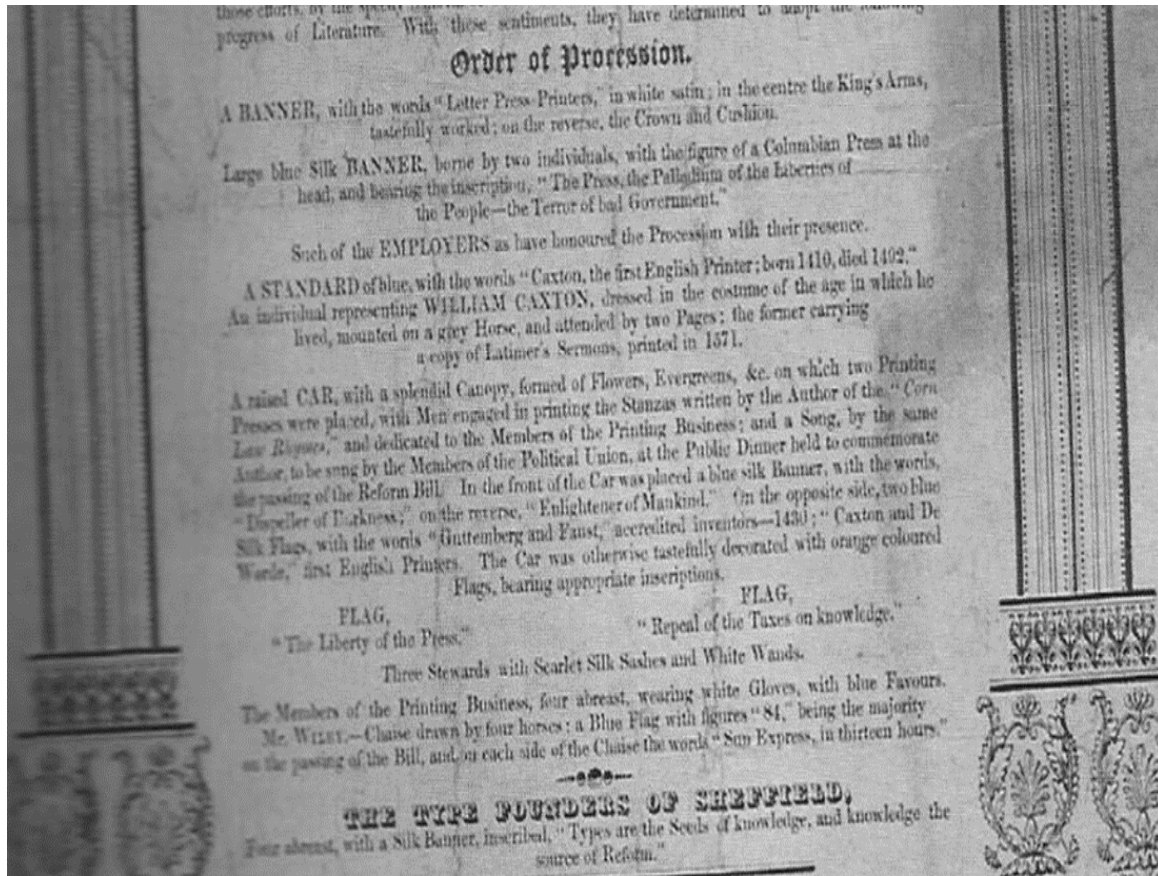 those efforts, by the
progress of Literature. With these sentiments, they have determined to adopt the following
Order of Procession.
A BANNER, with the words "Letter Press Printers," in white satin; in the centre the King's Arms,
tastefully worked; on the reverse, the Crown and Cushion.
Large blue Silk BANNER, borne by two individuals, with the figure of a Columbian Press at the
head, and bearing the inscription, "The Press, the Palladium of the Liberties of
the People—the Terror of bad Government."
Such of the EMPLOYERS as have honoured the Procession with their presence.
A STANDARD of blue, with the words "Caxton, the first English Printer; born 1410, died 1492."
An individual representing WILLIAM CAXTON, dressed in the costume of the age in which he
lived, mounted on a grey Horse, and attended by two Pages; the former carrying
a copy of Latimer's Sermons, printed in 1571.
A raised CAR, with a splendid Canopy, formed of Flowers, Evergreens, &c. on which two Printing
Presses were placed, with Men engaged in printing the Stanzas written by the Author of the "Corn
Law Rhymes," and dedicated to the Members of the Printing Business; and a Song, by the same
Author, to be sung by the Members of the Political Union, at the Public Dinner held to commemorate
the passing of the Reform Bill. In the front of the Car was placed a blue silk Banner, with the words,
"Dispeller of Darkness;" on the reverse, "Enlightener of Mankind." On the opposite side, two blue
Silk Flags, with the words "Guttemberg and Faust," accredited inventors—1430; "Caxton and De
Worde," first English Printers. The Car was otherwise tastefully decorated with orange coloured
Flags, bearing appropriate inscriptions.
FLAG,
"The Liberty of the Press."
FLAG,
"Repeal of the Taxes on knowledge."
Three Stewards with Scarlet Silk Sashes and White Wands.
The Members of the Printing Business, four abreast, wearing white Gloves, with blue Favours.
Mr. —Chaise drawn by four horses; a Blue Flag with figures "84," being the majority
on the passing of the Bill, and on each side of the Chaise the words "Sun Express, in thirteen hours."
THE TYPE FOUNDERS OF SHEFFIELD,
Four abreast, with a Silk Banner, inscribed, "Types are the Seeds of knowledge, and knowledge the
source of Reform."